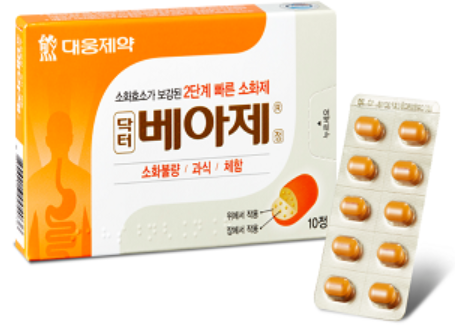 대웅제약
소화효소가 보강된 2단계 빠른 소화제
닥터 베아제 정
소화불량 / 과식 / 체함
위에서 작용
장에서 작용
10정